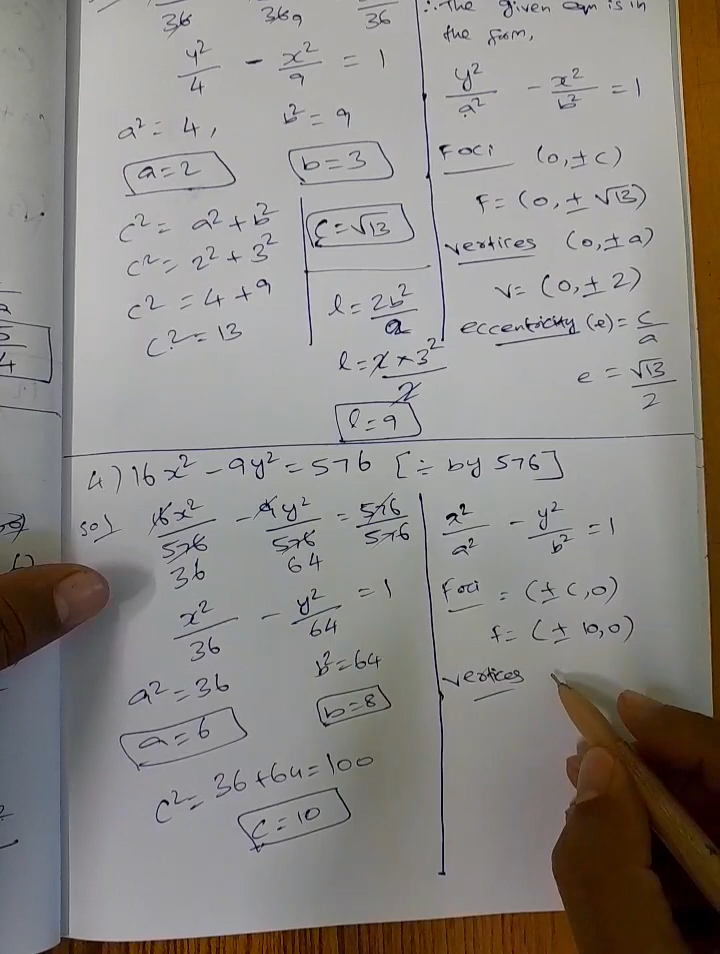 36 36 9 36
y²/4 - x²/9 = 1
a² = 4, b² = 9
a = 2 b = 3
c² = a² + b²
c² = 2² + 3²
c² = 4 + 9
c² = 13
c = √13
l = 2b²/a
l = 2 × 3²/2
l = 9
∴ The given eqn is in
the form,
y²/a² - x²/b² = 1
Foci (0, ± c)
F = (0, ± √13)
vertices (0, ± a)
V = (0, ± 2)
eccentricity (e) = c/a
e = √13/2
4) 16x² - 9y² = 576 [÷ by 576]
Sol 16x²/576 - 9y²/576 = 576/576
36 64
x²/36 - y²/64 = 1
a² = 36 b² = 64
a = 6 b = 8
c² = 36 + 64 = 100
c = 10
x²/a² - y²/b² = 1
Foci = (± c, 0)
f = (± 10, 0)
vertices